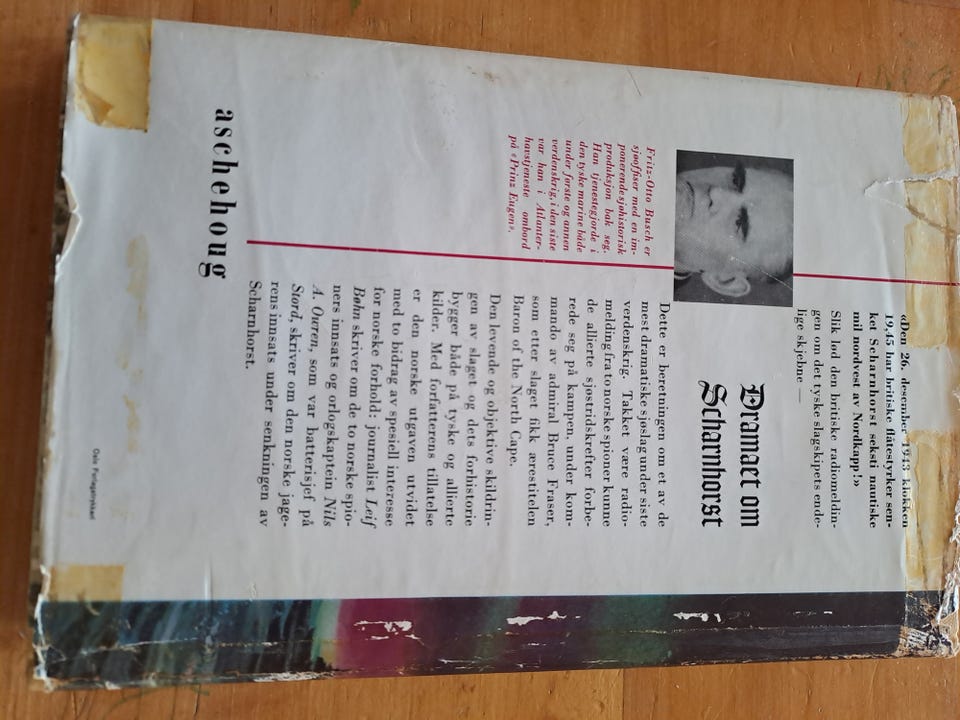 «Den 26. desember 1943 klokken
19,45 har britiske flåtestyrker sen-
ket Scharnhorst seksti nautiske
mil nordvest av Nordkapp!»
Slik lød den britiske radiomeldin-
gen om det tyske slagskipets ende-
lige skjebne —
Dramaet om
Scharnhorst
Dette er beretningen om et av de
mest dramatiske sjøslag under siste
verdenskrig. Takket være radio-
melding fra to norske spioner kunne
de allierte sjøstridskrefter forbe-
rede seg på kampen, under kom-
mando av admiral Bruce Fraser,
som etter slaget fikk ærestitelen
Baron of the North Cape.
Den levende og objektive skildrin-
gen av slaget og dets forhistorie
bygger både på tyske og allierte
kilder. Med forfatterens tillatelse
er den norske utgaven utvidet
med to bidrag av spesiell interesse
for norske forhold: journalist Leif
Bøhn skriver om de to norske spio-
ners innsats og orlogskaptein Nils
A. Owren, som var batterisjef på
Stord, skriver om den norske jage-
rens innsats under senkningen av
Scharnhorst.
Fritz-Otto Busch er
sjøoffiser med en im-
ponerende sjøhistorisk
produksjon bak seg.
Han tjenestegjorde i
den tyske marine både
under første og annen
verdenskrig, i den siste
var han i Atlanter-
havstjeneste ombord
på «Prinz Eugen».
aschehoug
Oslo Forlagstrykkeri